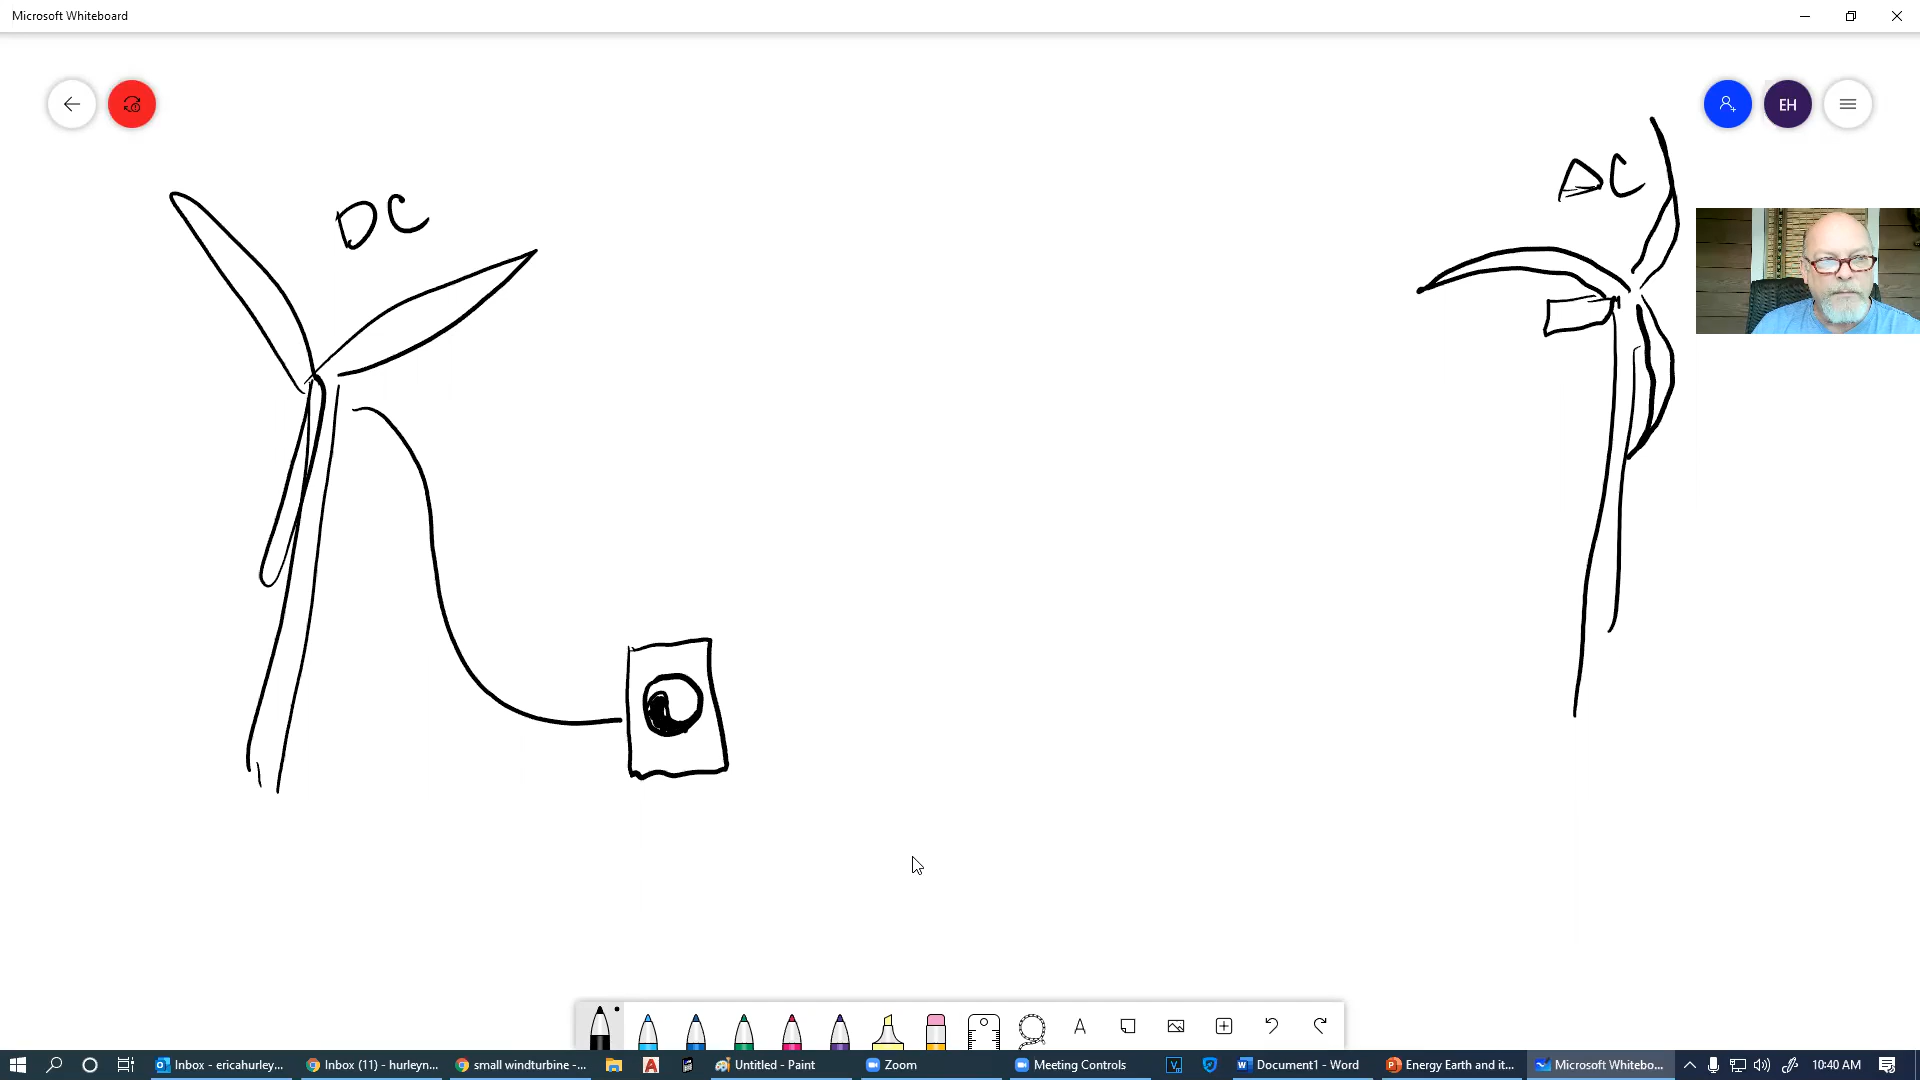 Microsoft Whiteboard
EH
DC
DC
A
Inbox - ericahurley...
Inbox (11) - hurleyn...
small windturbine -...
Untitled - Paint
Zoom
Meeting Controls
Document1 - Word
Energy Earth and it...
Microsoft Whitebo...
10:40 AM